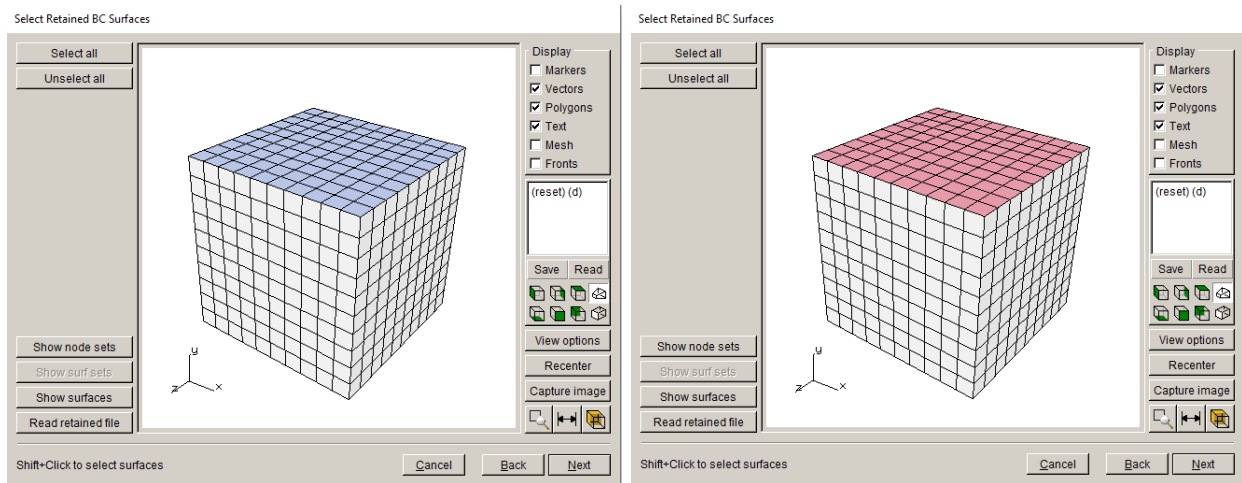 Select Retained BC Surfaces
Select all
Unselect all
Display
Markers
Vectors
Polygons
Text
Mesh
Fronts
(reset) (d)
Save Read
y
z x
Show node sets
Show surf sets
Show surfaces
Read retained file
View options
Recenter
Capture image
Shift+Click to select surfaces
Cancel Back Next
Select Retained BC Surfaces
Select all
Unselect all
Display
Markers
Vectors
Polygons
Text
Mesh
Fronts
(reset) (d)
Save Read
y
z x
Show node sets
Show surf sets
Show surfaces
Read retained file
View options
Recenter
Capture image
Shift+Click to select surfaces
Cancel Back Next